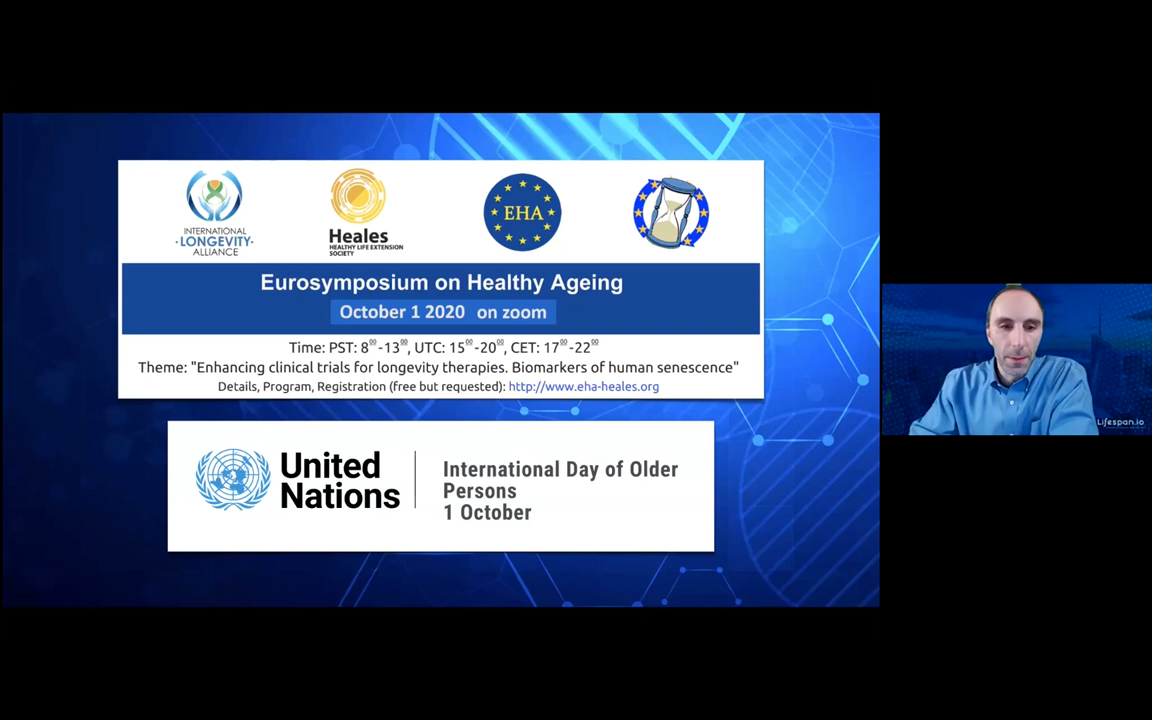 INTERNATIONAL
LONGEVITY
ALLIANCE
Heales
HEALTHY LIFE EXTENSION
SOCIETY
EHA
Eurosymposium on Healthy Ageing
October 1 2020 on zoom
Time: PST: 8⁰⁰-13⁰⁰, UTC: 15⁰⁰-20⁰⁰, CET: 17⁰⁰-22⁰⁰
Theme: "Enhancing clinical trials for longevity therapies. Biomarkers of human senescence"
Details, Program, Registration (free but requested): http://www.eha-heales.org
United
Nations
International Day of Older
Persons
1 October
Lifespan.io